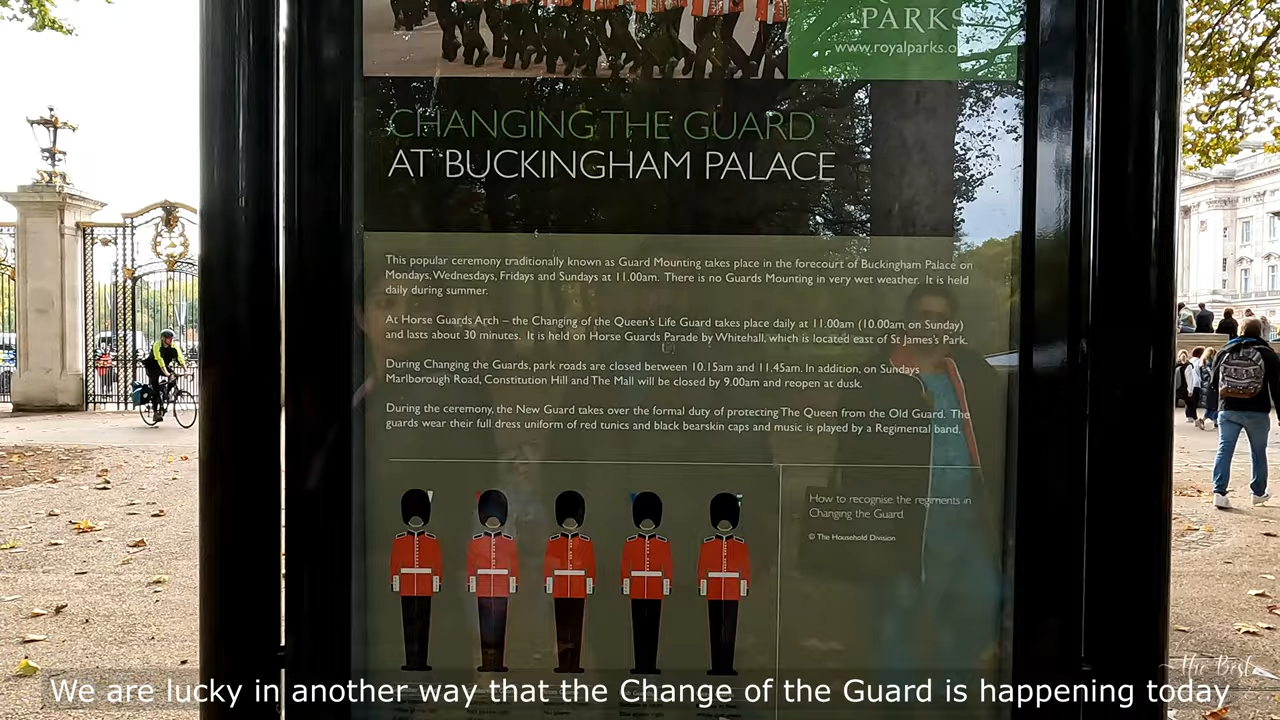 PARKS
www.royalparks.o
CHANGING THE GUARD
AT BUCKINGHAM PALACE
This popular ceremony traditionally known as Guard Mounting takes place in the forecourt of Buckingham Palace on
Mondays, Wednesdays, Fridays and Sundays at 11.00am. There is no Guards Mounting in very wet weather. It is held
daily during summer.
At Horse Guards Arch – the Changing of the Queen's Life Guard takes place daily at 11.00am (10.00am on Sunday)
and lasts about 30 minutes. It is held on Horse Guards Parade by Whitehall, which is located east of St James's Park.
During Changing the Guards, park roads are closed between 10.15am and 11.45am. In addition, on Sundays
Marlborough Road, Constitution Hill and The Mall will be closed by 9.00am and reopen at dusk.
During the ceremony, the New Guard takes over the formal duty of protecting The Queen from the Old Guard. The
guards wear their full dress uniform of red tunics and black bearskin caps and music is played by a Regimental band.
How to recognise the regiments in
Changing the Guard
© The Household Division
We are lucky in another way that the Change of the Guard is happening today
The Best